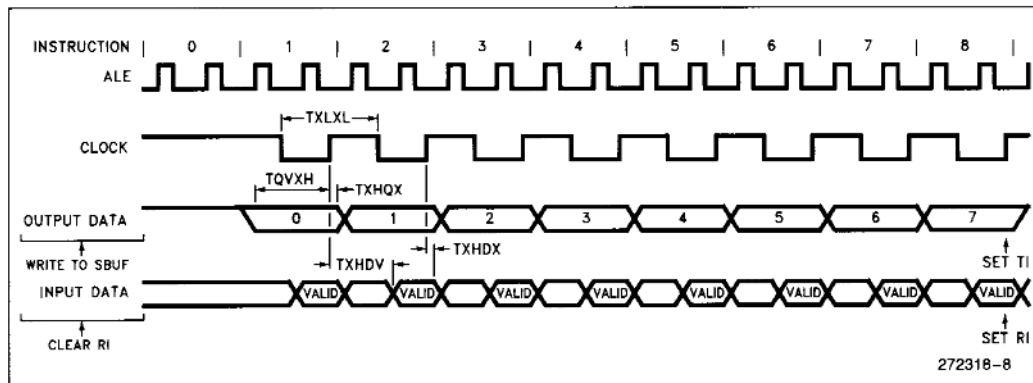 INSTRUCTION | 0 | 1 | 2 | 3 | 4 | 5 | 6 | 7 | 8 |
ALE
TXLXL
CLOCK
TQVXH
TXHQX
OUTPUT DATA 0 1 2 3 4 5 6 7
TXHDX
WRITE TO SBUF
TXHDV
SET TI
INPUT DATA VALID VALID VALID VALID VALID VALID VALID VALID
CLEAR RI
SET RI
272318-8